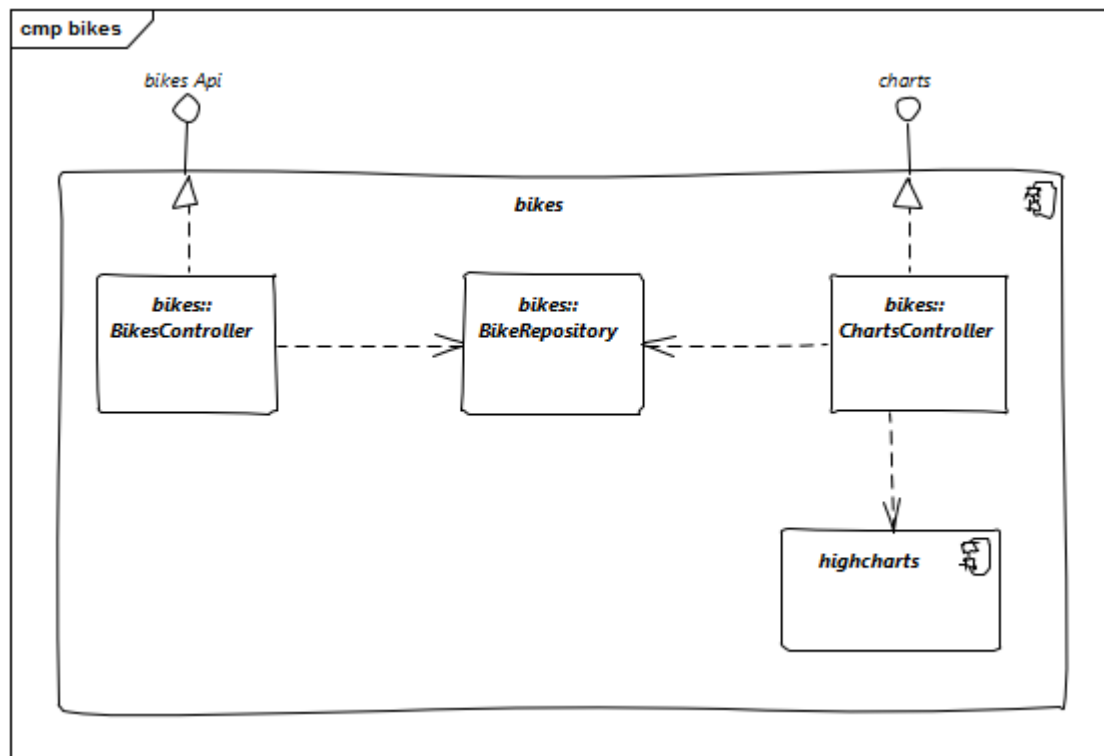 cmp bikes
bikes Api
charts
bikes
bikes::
BikesController
bikes::
BikeRepository
bikes::
ChartsController
highcharts